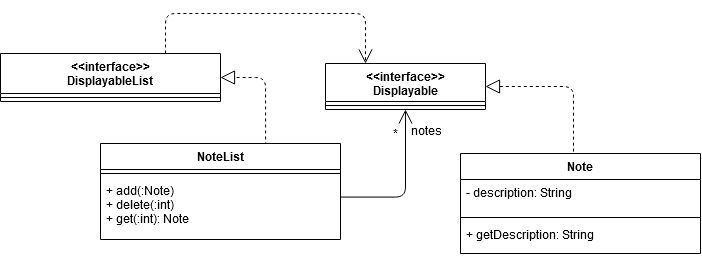 <<interface>>
DisplayableList
<<interface>>
Displayable
* notes
NoteList
+ add(:Note)
+ delete(:int)
+ get(:int): Note
Note
- description: String
+ getDescription: String